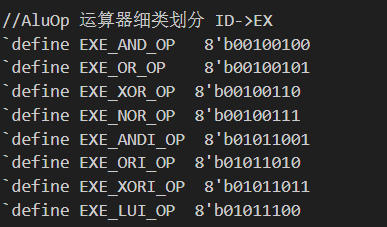 //AluOp 运算器细类划分 ID->EX
`define EXE_AND_OP   8'b00100100
`define EXE_OR_OP    8'b00100101
`define EXE_XOR_OP  8'b00100110
`define EXE_NOR_OP  8'b00100111
`define EXE_ANDI_OP  8'b01011001
`define EXE_ORI_OP  8'b01011010
`define EXE_XORI_OP  8'b01011011
`define EXE_LUI_OP  8'b01011100